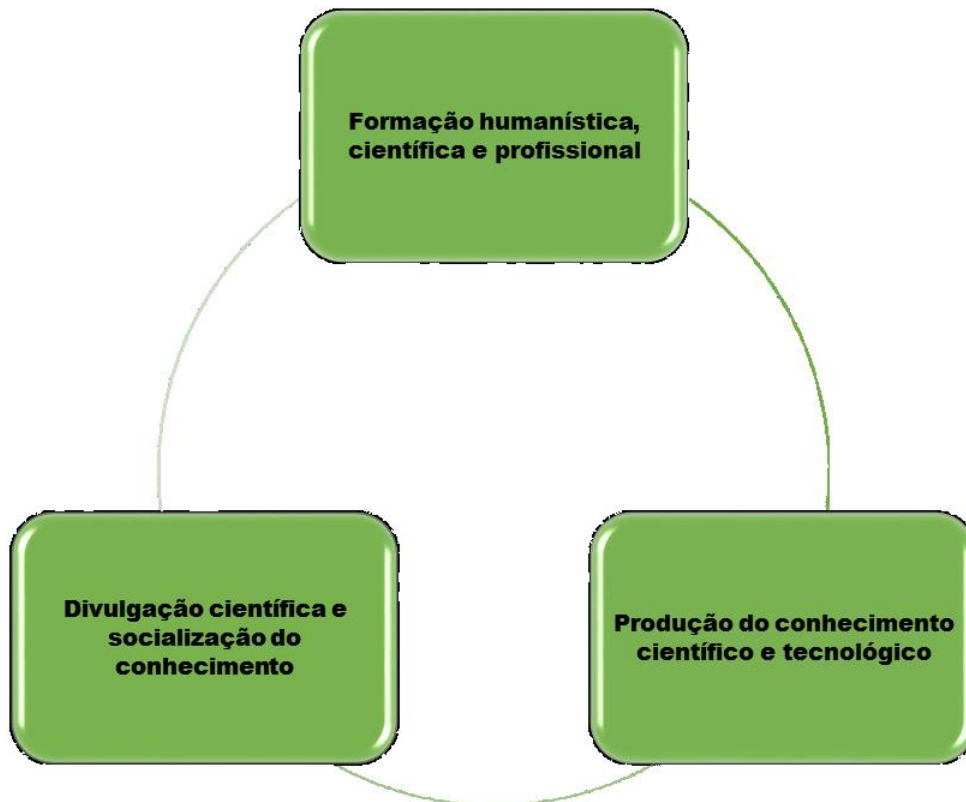 Formação humanística,
científica e profissional
Divulgação científica e
socialização do
conhecimento
Produção do conhecimento
científico e tecnológico